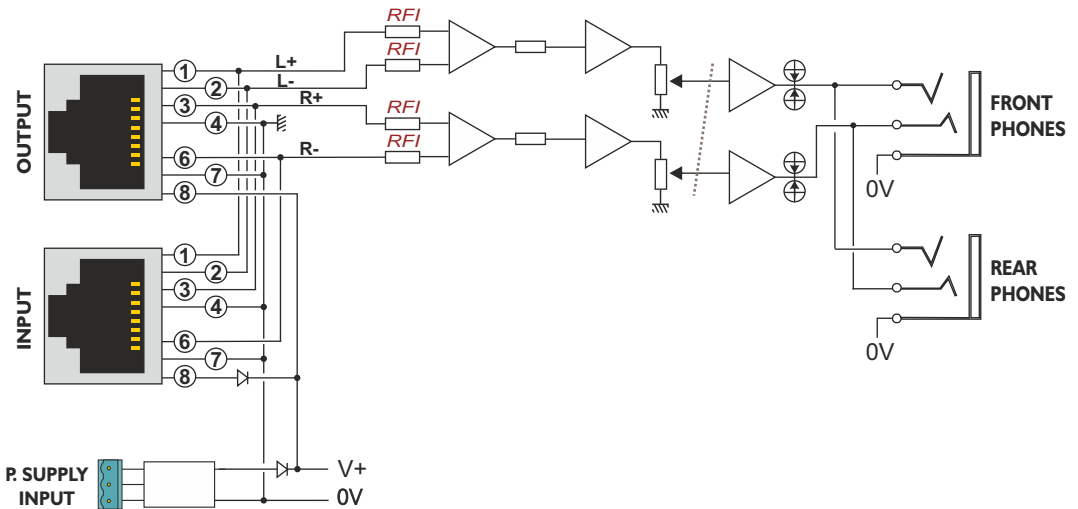 RFI
RFI
RFI
RFI
L+
L-
R+
R-
OUTPUT
1
2
3
4
6
7
8
INPUT
1
2
3
4
6
7
8
FRONT
PHONES
0V
REAR
PHONES
0V
P. SUPPLY
INPUT
V+
0V